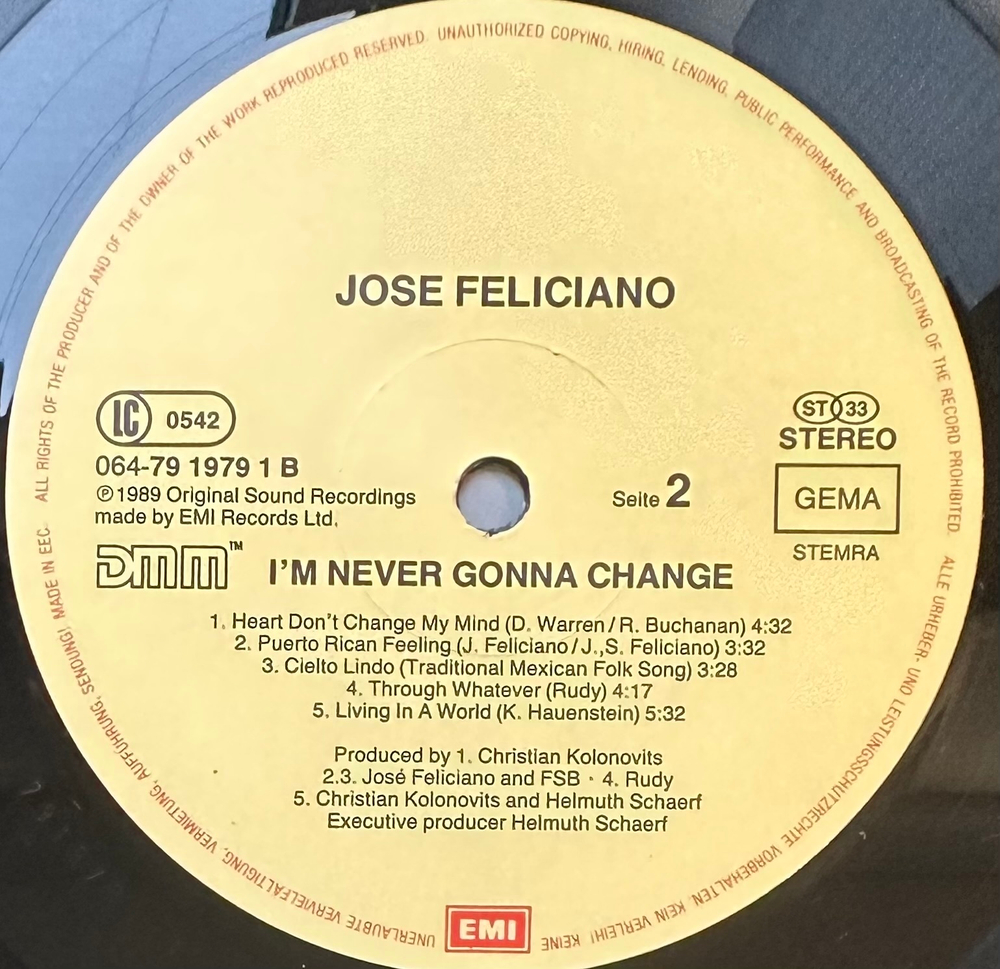 MADE IN EEC. ALL RIGHTS OF THE PRODUCER AND OF THE OWNER OF THE WORK REPRODUCED RESERVED. UNAUTHORIZED COPYING, HIRING, LENDING, PUBLIC PERFORMANCE AND BROADCASTING OF THE RECORD PROHIBITED.
JOSE FELICIANO
LC 0542
ST 33
STEREO
064-79 1979 1 B
℗ 1989 Original Sound Recordings
made by EMI Records Ltd.
Seite 2
GEMA
STEMRA
DMM™
I'M NEVER GONNA CHANGE
1. Heart Don't Change My Mind (D. Warren/R. Buchanan) 4:32
2. Puerto Rican Feeling (J. Feliciano/J.,S. Feliciano) 3:32
3. Cielto Lindo (Traditional Mexican Folk Song) 3:28
4. Through Whatever (Rudy) 4:17
5. Living In A World (K. Hauenstein) 5:32
Produced by 1. Christian Kolonovits
2.3. José Feliciano and FSB · 4. Rudy
5. Christian Kolonovits and Helmuth Schaerf
Executive producer Helmuth Schaerf
ALLE URHEBER- UND LEISTUNGSSCHUTZRECHTE VORBEHALTEN. KEIN VERLEIH! KEINE UNERLAUBTE VERVIELFÄLTIGUNG, VERMIETUNG, AUFFÜHRUNG, SENDUNG!
EMI